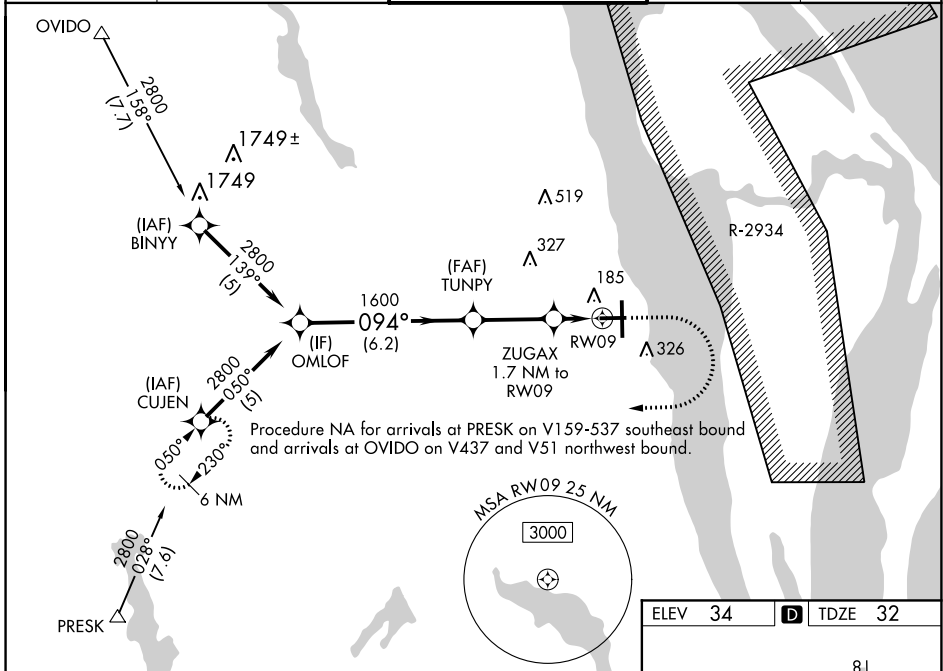 OVIDO
2800
158°
(7.7)
1749±
1749
(IAF)
BINYY
2800
139°
(5)
519
327
185
R-2934
(FAF)
TUNPY
1600
094°
(6.2)
(IF)
OMLOF
ZUGAX
1.7 NM to
RW09
RW09
326
2800
050°
(5)
(IAF)
CUJEN
050°
230°
6 NM
Procedure NA for arrivals at PRESK on V159-537 southeast bound
and arrivals at OVIDO on V437 and V51 northwest bound.
2800
028°
(7.6)
PRESK
MSA RW09 25 NM
3000
ELEV 34 D TDZE 32